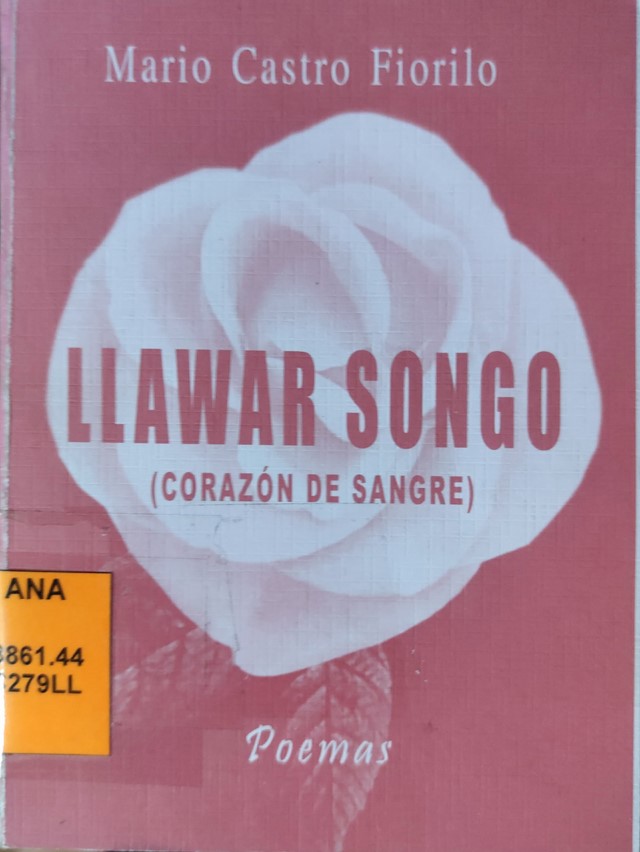 Mario Castro Fiorilo
LLAWAR SONGO
(CORAZÓN DE SANGRE)
ANA
861.44
279LL
Poemas